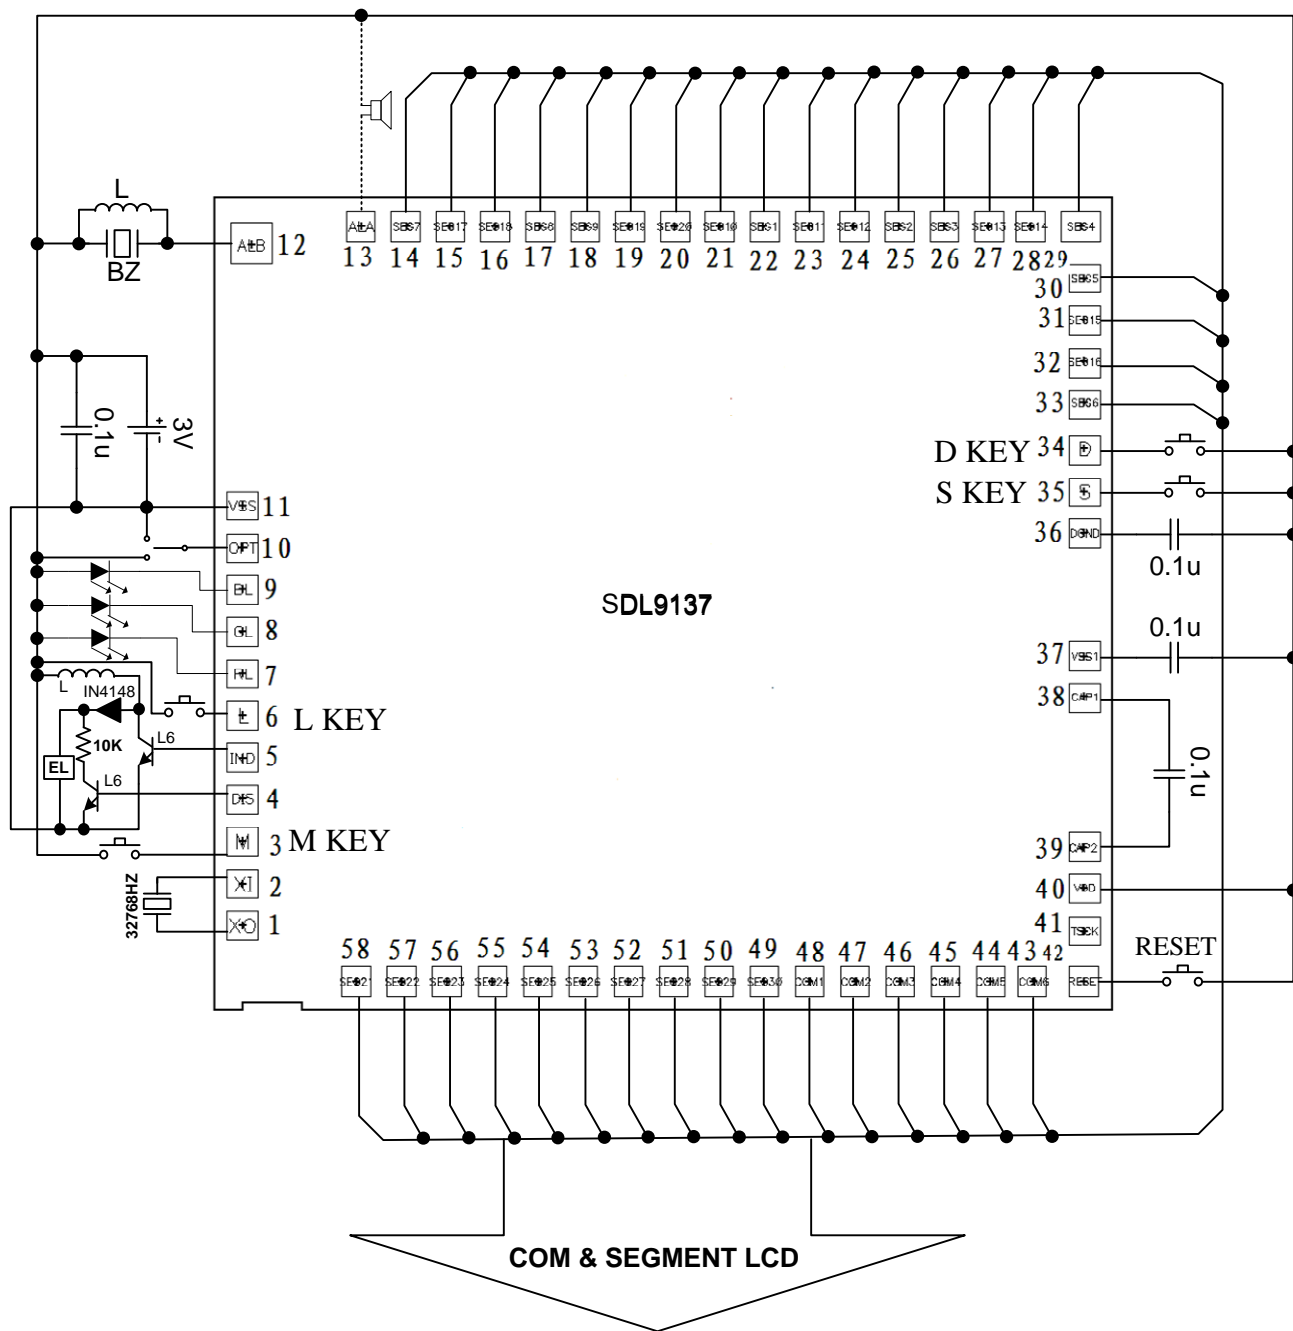 L
BZ
ALB 12
ALA SEG7 SEG17 SEG18 SEG8 SEG9 SEG19 SEG20 SEG10 SEG1 SEG11 SEG12 SEG2 SEG3 SEG13 SEG14 SEG4
13 14 15 16 17 18 19 20 21 22 23 24 25 26 27 28 29
30 SEG5
31 SEG15
32 SEG16
33 SEG6
0.1u
3V
+
-
D KEY 34 D
S KEY 35 S
VSS 11
OPT 10
36 DGND
0.1u
BL 9
GL 8
SDL9137
0.1u
37 VSS1
HL 7
38 CAP1
L
IN4148
L 6 L KEY
10K
L6
IND 5
EL
L6
0.1u
DIS 4
M 3 M KEY
39 CAP2
XI 2
40 VDD
32768HZ
XO 1
41 TSCK
RESET
58 57 56 55 54 53 52 51 50 49 48 47 46 45 44 43 42
SEG21 SEG22 SEG23 SEG24 SEG25 SEG26 SEG27 SEG28 SEG29 SEG30 COM1 COM2 COM3 COM4 COM5 COM6 RESET
COM & SEGMENT LCD